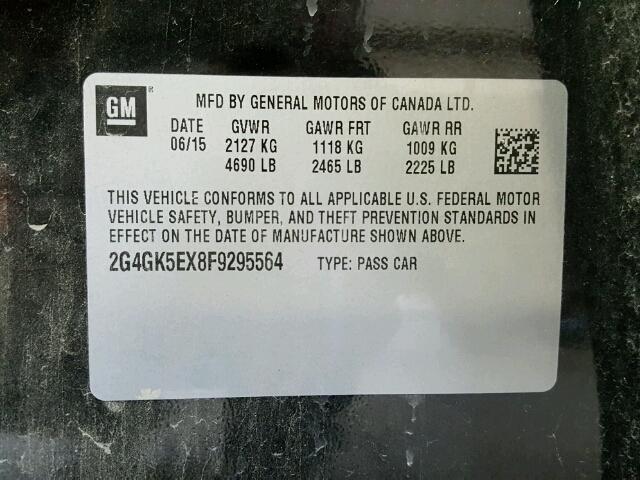 GM ®
MFD BY GENERAL MOTORS OF CANADA LTD.
DATE GVWR GAWR FRT GAWR RR
06/15 2127 KG 1118 KG 1009 KG
4690 LB 2465 LB 2225 LB
THIS VEHICLE CONFORMS TO ALL APPLICABLE U.S. FEDERAL MOTOR
VEHICLE SAFETY, BUMPER, AND THEFT PREVENTION STANDARDS IN
EFFECT ON THE DATE OF MANUFACTURE SHOWN ABOVE.
2G4GK5EX8F9295564 TYPE: PASS CAR